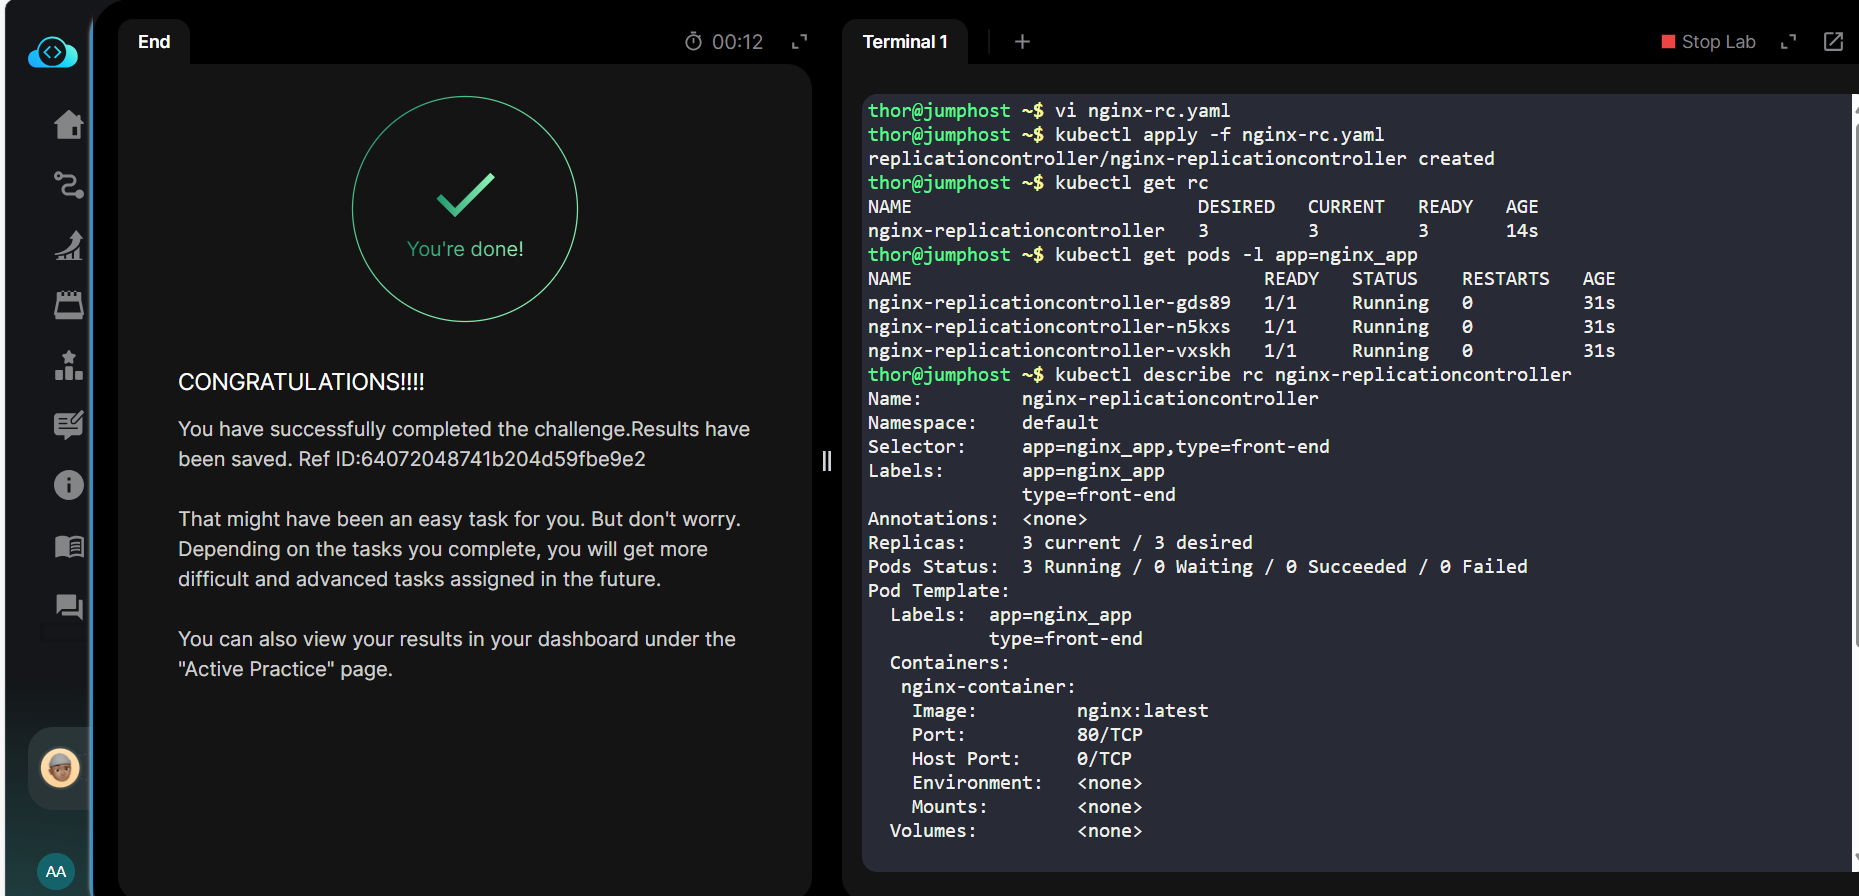 End
00:12
You're done!
CONGRATULATIONS!!!!
You have successfully completed the challenge.Results have
been saved. Ref ID:64072048741b204d59fbe9e2
That might have been an easy task for you. But don't worry.
Depending on the tasks you complete, you will get more
difficult and advanced tasks assigned in the future.
You can also view your results in your dashboard under the
"Active Practice" page.
AA
Terminal 1
+
Stop Lab
thor@jumphost ~$ vi nginx-rc.yaml
thor@jumphost ~$ kubectl apply -f nginx-rc.yaml
replicationcontroller/nginx-replicationcontroller created
thor@jumphost ~$ kubectl get rc
NAME                          DESIRED   CURRENT   READY   AGE
nginx-replicationcontroller   3         3         3       14s
thor@jumphost ~$ kubectl get pods -l app=nginx_app
NAME                                READY   STATUS    RESTARTS   AGE
nginx-replicationcontroller-gds89   1/1     Running   0          31s
nginx-replicationcontroller-n5kxs   1/1     Running   0          31s
nginx-replicationcontroller-vxskh   1/1     Running   0          31s
thor@jumphost ~$ kubectl describe rc nginx-replicationcontroller
Name:         nginx-replicationcontroller
Namespace:    default
Selector:     app=nginx_app,type=front-end
Labels:       app=nginx_app
              type=front-end
Annotations:  <none>
Replicas:     3 current / 3 desired
Pods Status:  3 Running / 0 Waiting / 0 Succeeded / 0 Failed
Pod Template:
  Labels:  app=nginx_app
           type=front-end
  Containers:
   nginx-container:
    Image:         nginx:latest
    Port:          80/TCP
    Host Port:     0/TCP
    Environment:   <none>
    Mounts:        <none>
  Volumes:         <none>